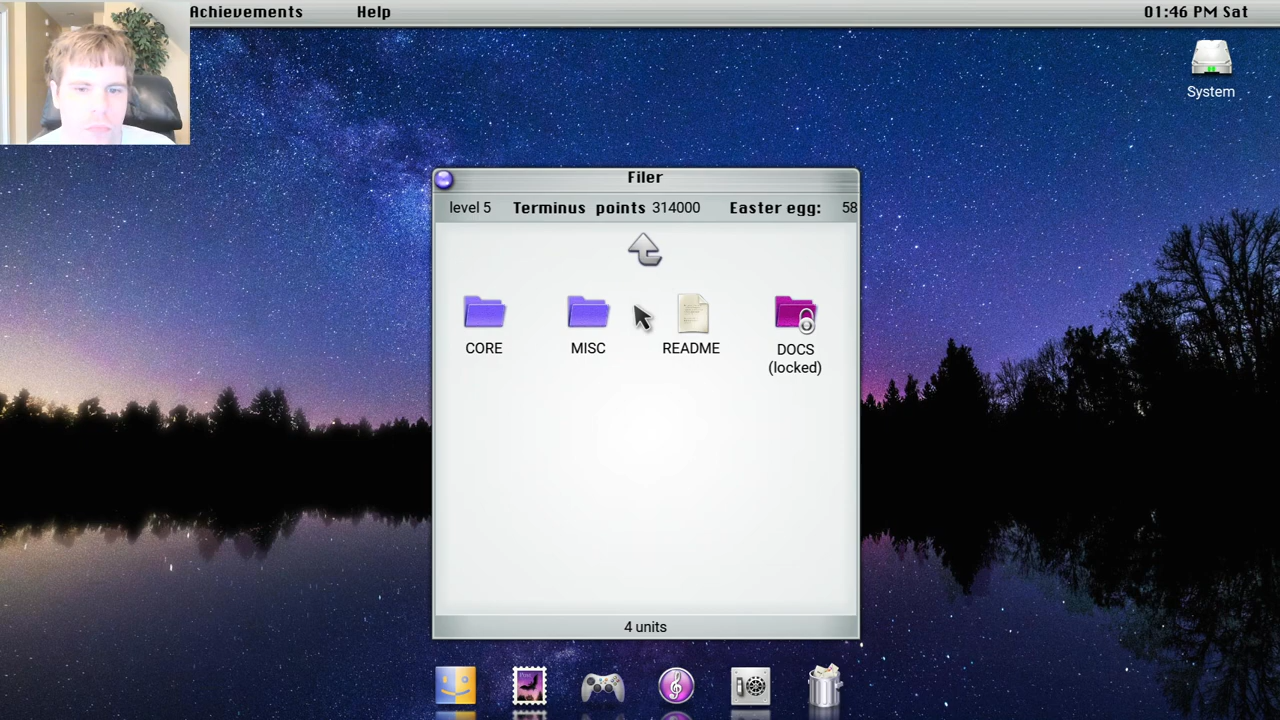 Achievements Help 01:46 PM Sat
System
Filer
level 5 Terminus points 314000 Easter egg: 58
CORE MISC README DOCS
(locked)
4 units